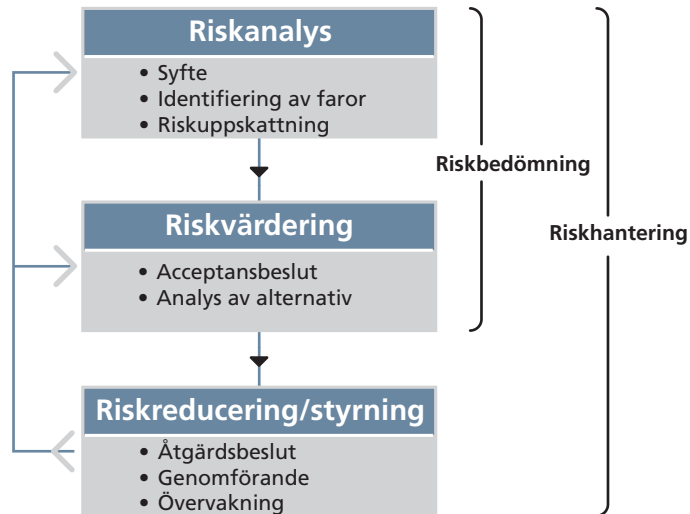 Riskanalys
• Syfte
• Identifiering av faror
• Riskuppskattning
Riskbedömning
Riskvärdering
• Acceptansbeslut
• Analys av alternativ
Riskhantering
Riskreducering/styrning
• Åtgärdsbeslut
• Genomförande
• Övervakning